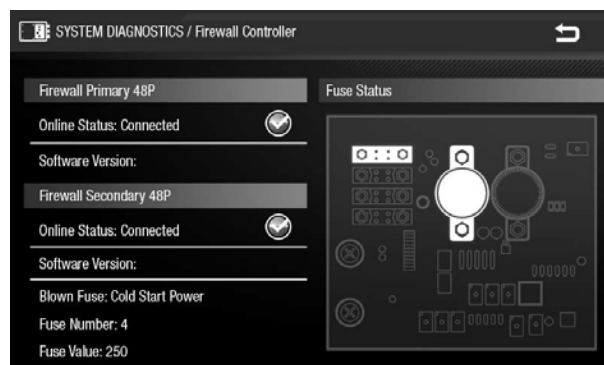 SYSTEM DIAGNOSTICS / Firewall Controller
Firewall Primary 48P
Online Status: Connected
Software Version:
Firewall Secondary 48P
Online Status: Connected
Software Version:
Blown Fuse: Cold Start Power
Fuse Number: 4
Fuse Value: 250
Fuse Status